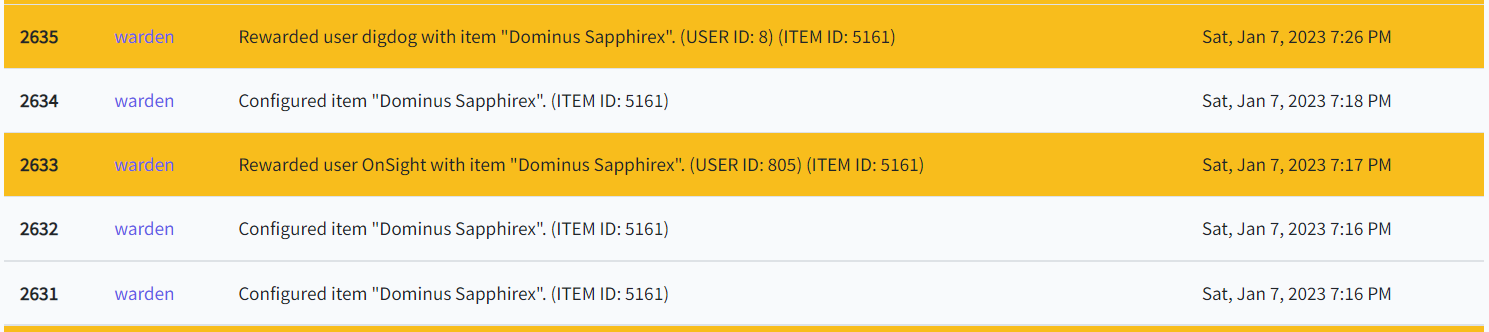 2635 warden Rewarded user digdog with item "Dominus Sapphirex". (USER ID: 8) (ITEM ID: 5161) Sat, Jan 7, 2023 7:26 PM
2634 warden Configured item "Dominus Sapphirex". (ITEM ID: 5161) Sat, Jan 7, 2023 7:18 PM
2633 warden Rewarded user OnSight with item "Dominus Sapphirex". (USER ID: 805) (ITEM ID: 5161) Sat, Jan 7, 2023 7:17 PM
2632 warden Configured item "Dominus Sapphirex". (ITEM ID: 5161) Sat, Jan 7, 2023 7:16 PM
2631 warden Configured item "Dominus Sapphirex". (ITEM ID: 5161) Sat, Jan 7, 2023 7:16 PM